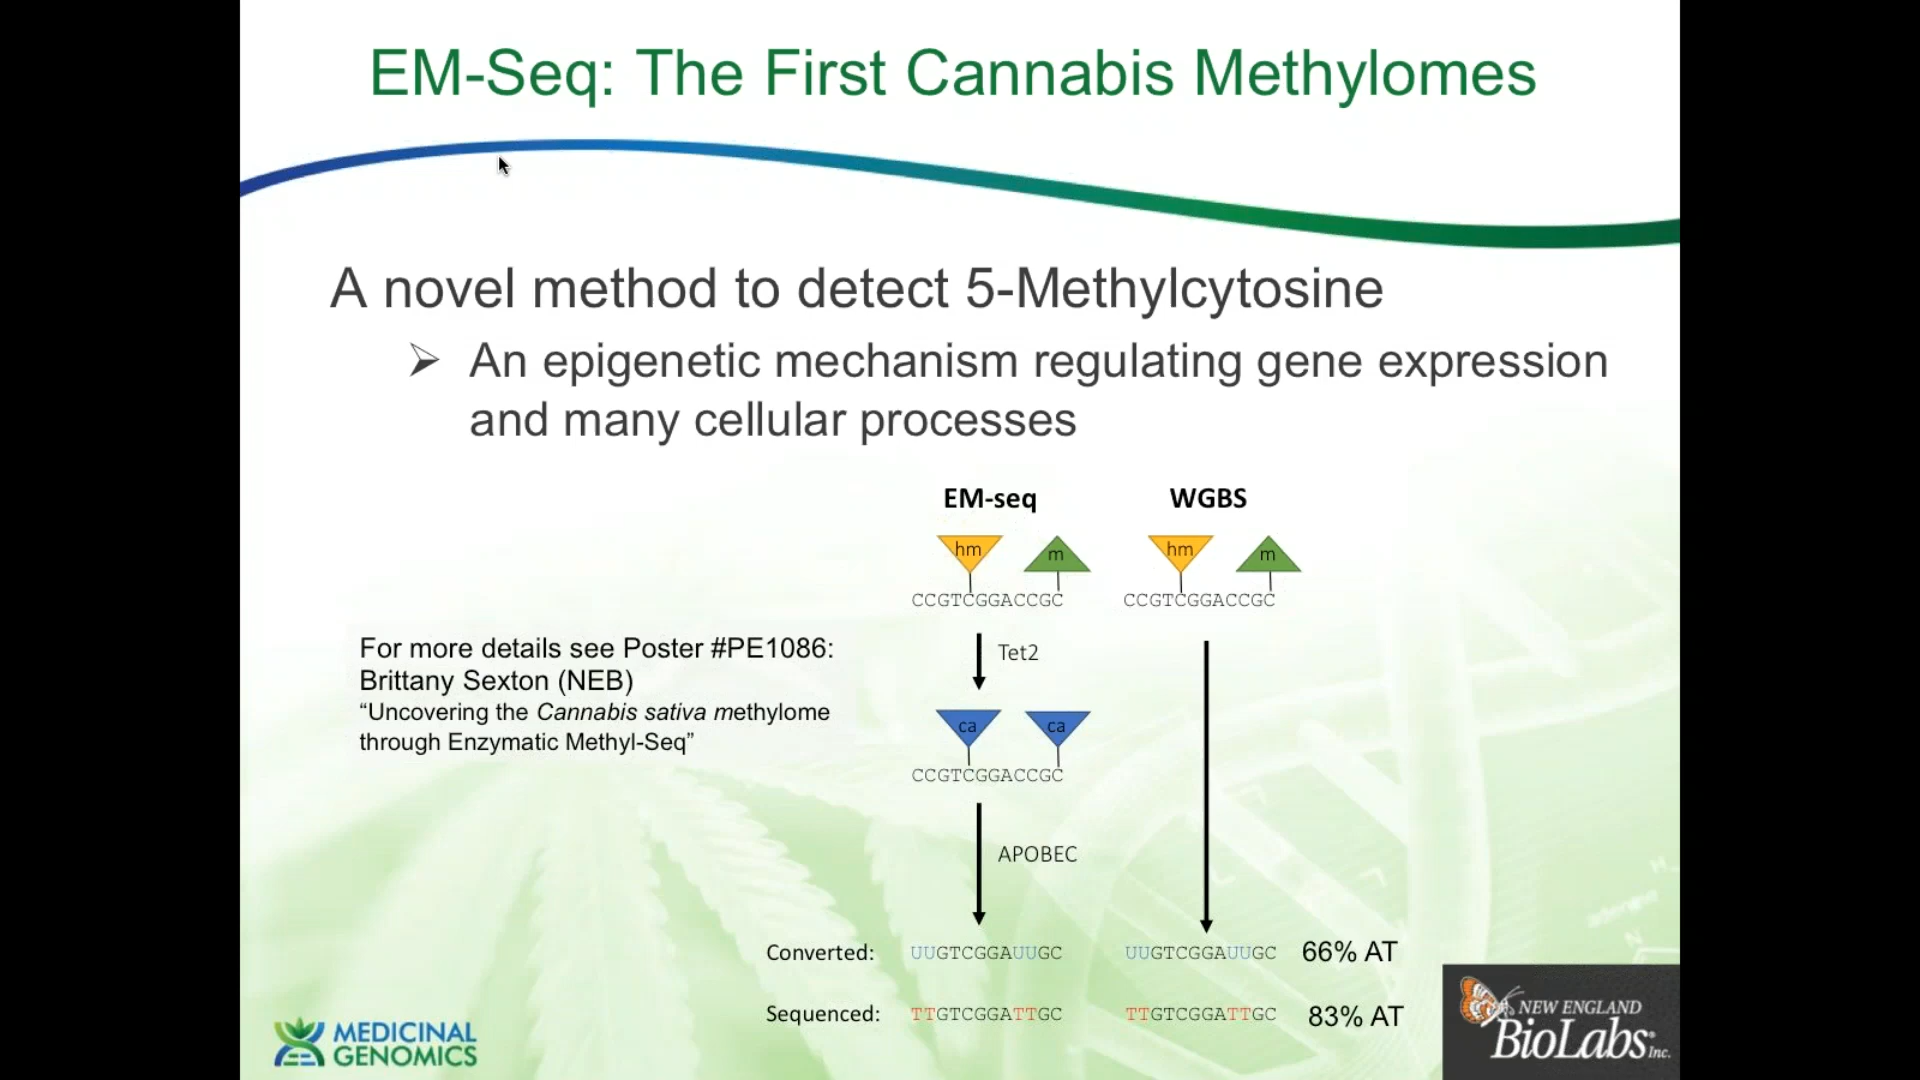 EM-Seq: The First Cannabis Methylomes
A novel method to detect 5-Methylcytosine
An epigenetic mechanism regulating gene expression
and many cellular processes
EM-seq WGBS
hm m hm m
CCGTCGGACCGC CCGTCGGACCGC
For more details see Poster #PE1086:
Brittany Sexton (NEB)
“Uncovering the Cannabis sativa methylome
through Enzymatic Methyl-Seq”
Tet2
ca ca
CCGTCGGACCGC
APOBEC
Converted: UUGTCGGAUUGC UUGTCGGAUUGC 66% AT
Sequenced: TTGTCGGATTGC TTGTCGGATTGC 83% AT
MEDICINAL
GENOMICS
NEW ENGLAND
BioLabs Inc.